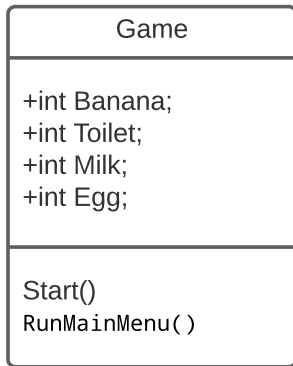 Game
+int Banana;
+int Toilet;
+int Milk;
+int Egg;
Start()
RunMainMenu()